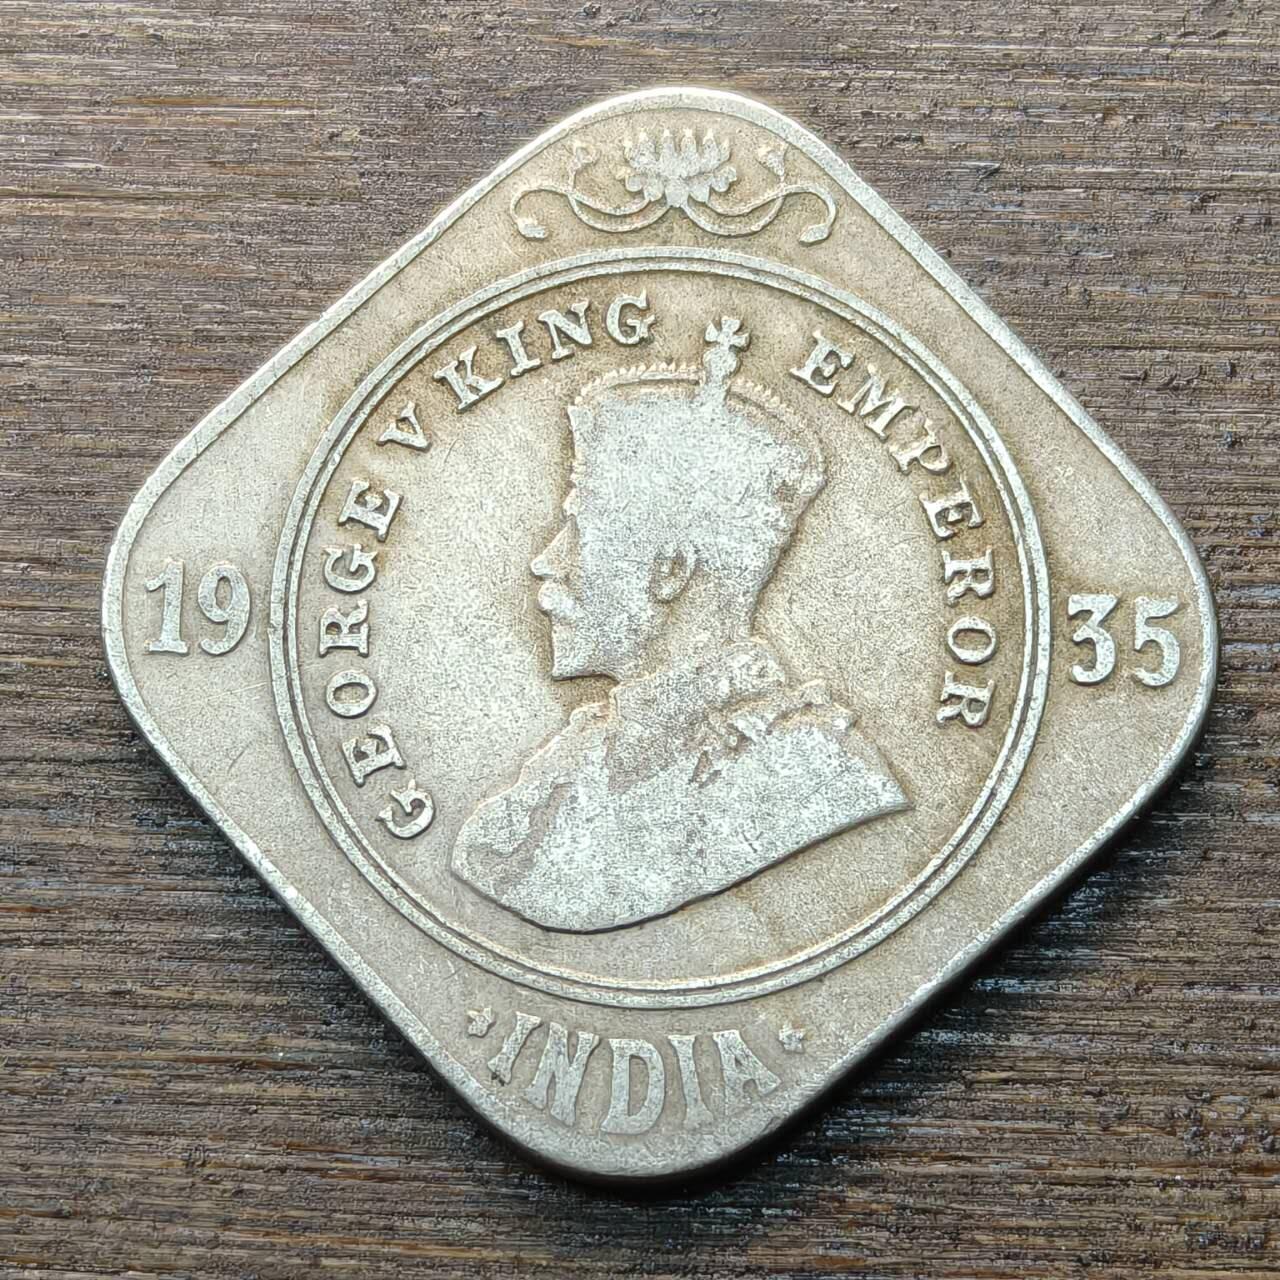 GEORGE V KING EMPEROR
19 35
INDIA